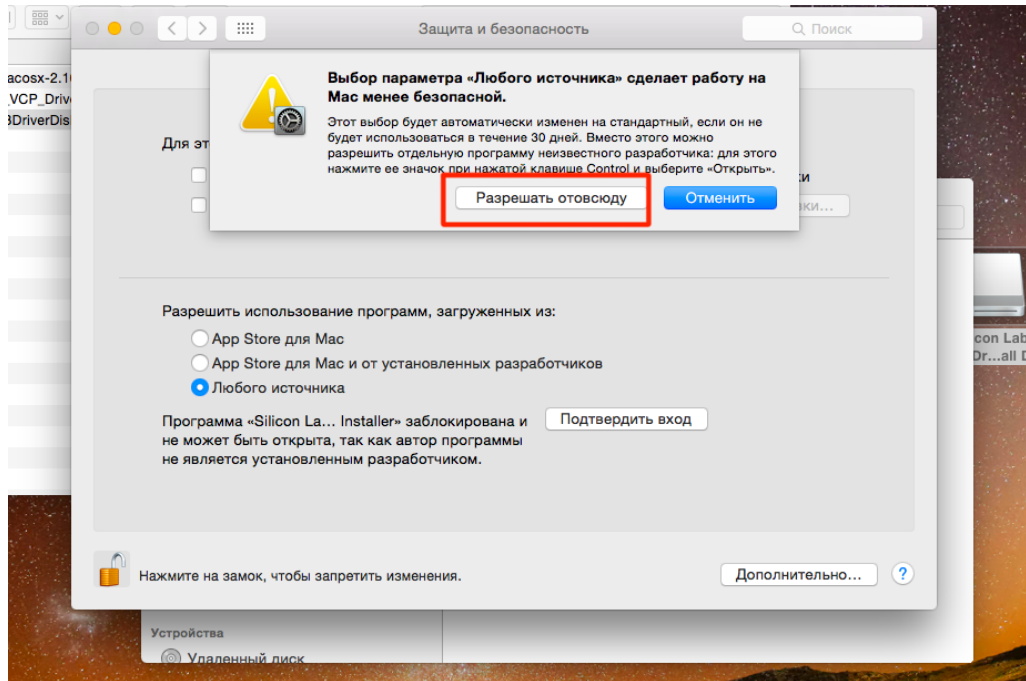 Защита и безопасность
Поиск
acosx-2.1
_VCP_Driv
BDriverDis
Выбор параметра «Любого источника» сделает работу на
Mac менее безопасной.
Этот выбор будет автоматически изменен на стандартный, если он не
будет использоваться в течение 30 дней. Вместо этого можно
разрешить отдельную программу неизвестного разработчика: для этого
нажмите ее значок при нажатой клавише Control и выберите «Открыть».
Для эт
Разрешать отовсюду
Отменить
Разрешить использование программ, загруженных из:
App Store для Mac
App Store для Mac и от установленных разработчиков
Любого источника
Программа «Silicon La... Installer» заблокирована и
не может быть открыта, так как автор программы
не является установленным разработчиком.
Подтвердить вход
con Lab
Dr...all D
Нажмите на замок, чтобы запретить изменения.
Дополнительно...
?
Устройства
Удаленный диск